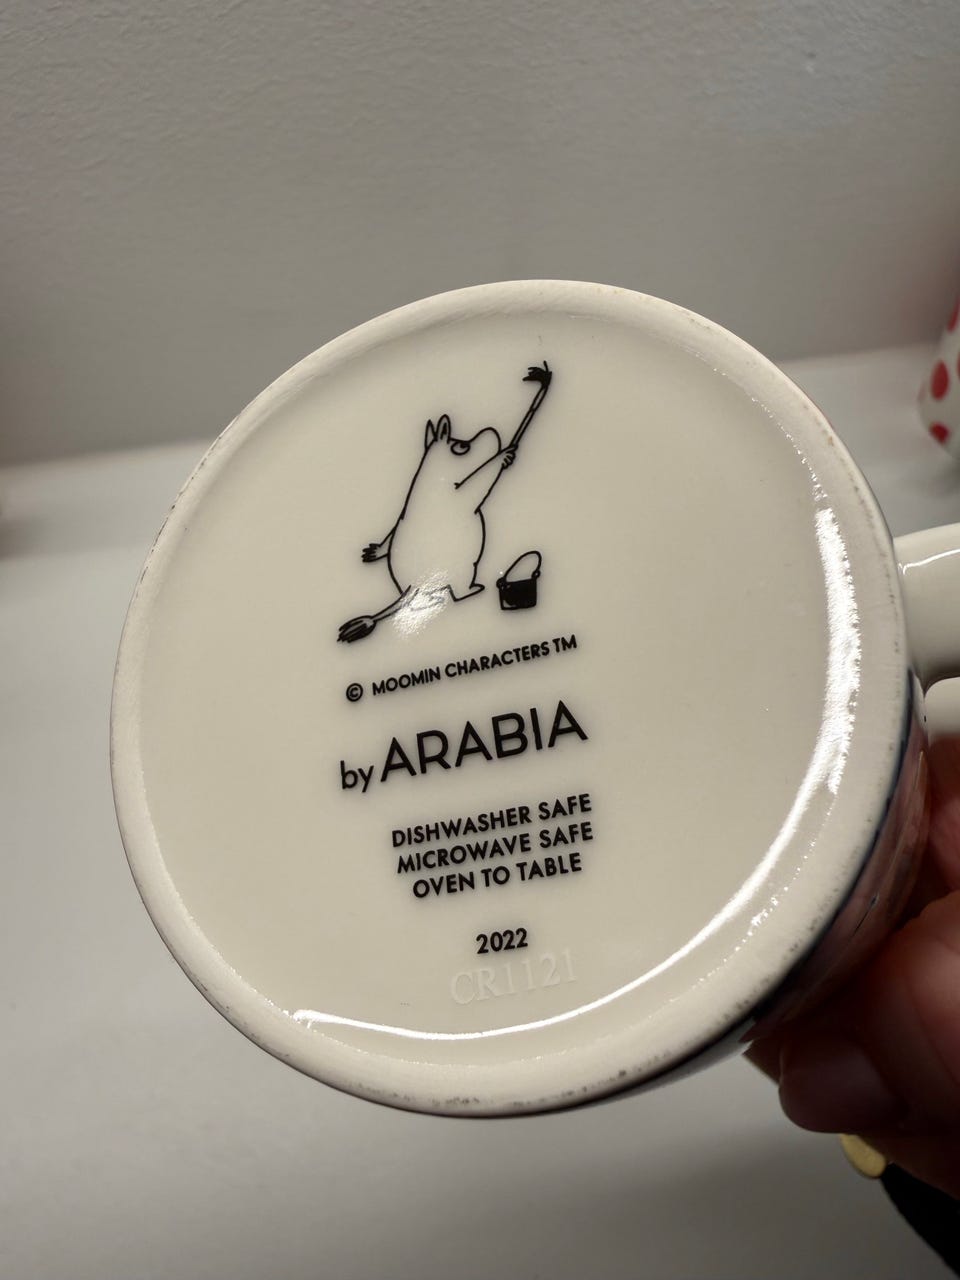 © MOOMIN CHARACTERS TM
by ARABIA
DISHWASHER SAFE
MICROWAVE SAFE
OVEN TO TABLE
2022
CR1121